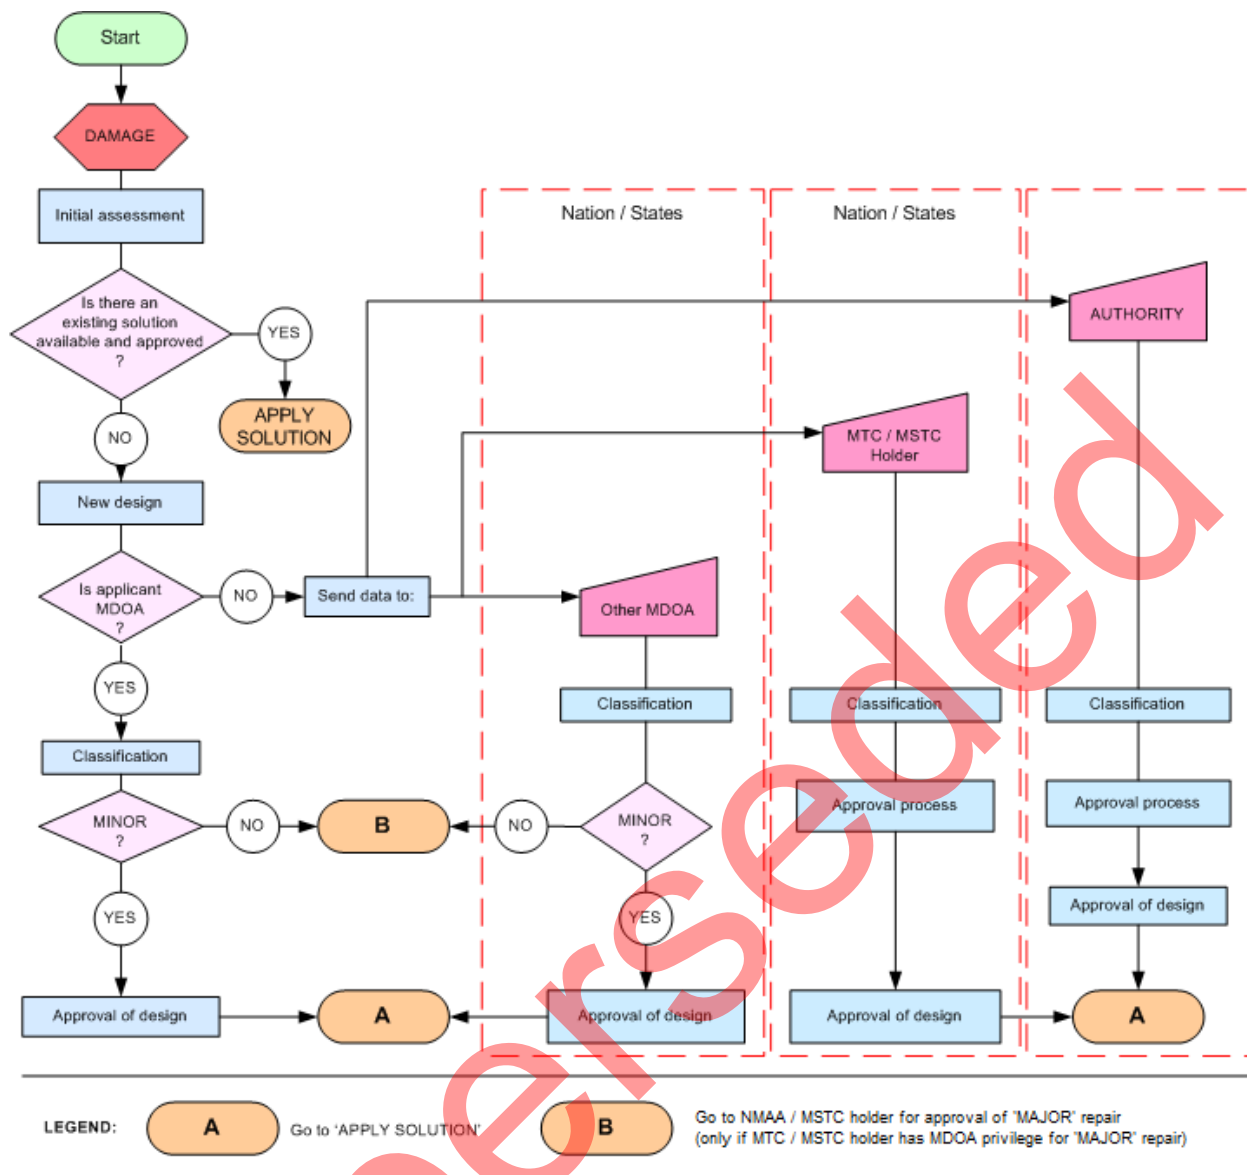 Start
DAMAGE
Initial assessment
Is there an
existing solution
available and approved
?
YES
APPLY
SOLUTION
NO
New design
Is applicant
MDOA
?
NO
Send data to:
YES
Classification
MINOR
?
NO
B
YES
Approval of design
A
Nation / States
Other MDOA
Classification
MINOR
?
NO
YES
Approval of design
Nation / States
MTC / MSTC
Holder
Classification
Approval process
Approval of design
AUTHORITY
Classification
Approval process
Approval of design
A
LEGEND:
A
Go to 'APPLY SOLUTION'
B
Go to NMAA / MSTC holder for approval of "MAJOR" repair
(only if MTC / MSTC holder has MDOA privilege for "MAJOR" repair)
erseded